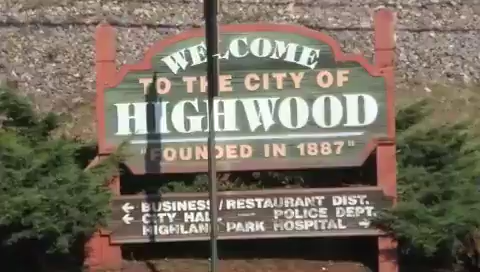 WELCOME
TO THE CITY OF
HIGHWOOD
"FOUNDED IN 1887"
← BUSINESS/RESTAURANT DIST.
← CITY HALL — POLICE DEPT.
HIGHLAND PARK HOSPITAL →